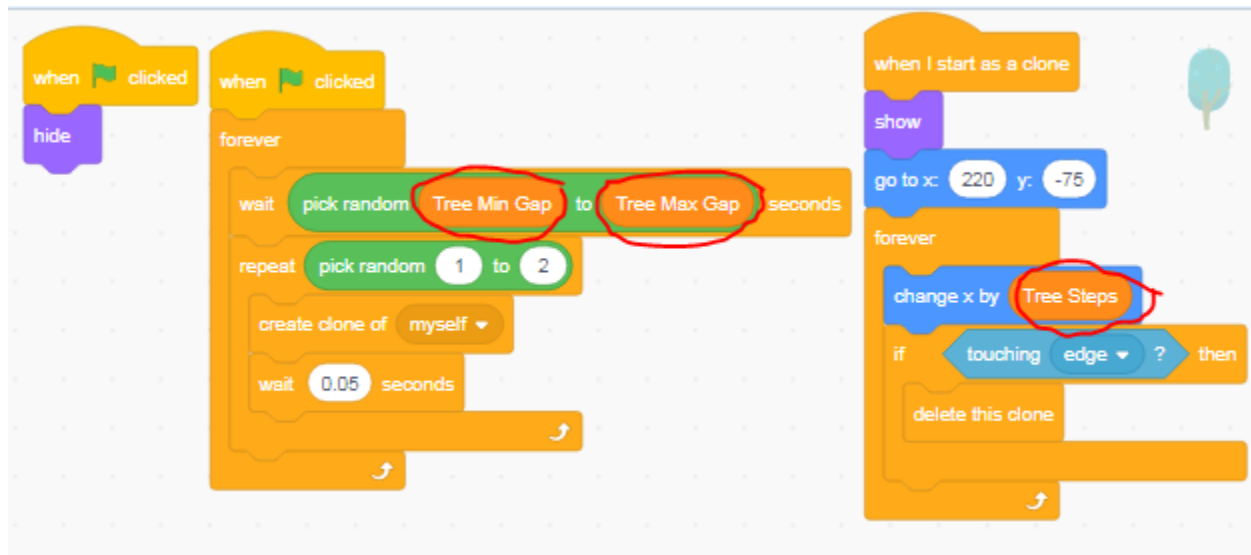 when clicked
hide
when clicked
forever
wait pick random Tree Min Gap to Tree Max Gap seconds
repeat pick random 1 to 2
create clone of myself
wait 0.05 seconds
when I start as a clone
show
go to x: 220 y: -75
forever
change x by Tree Steps
if touching edge ? then
delete this clone